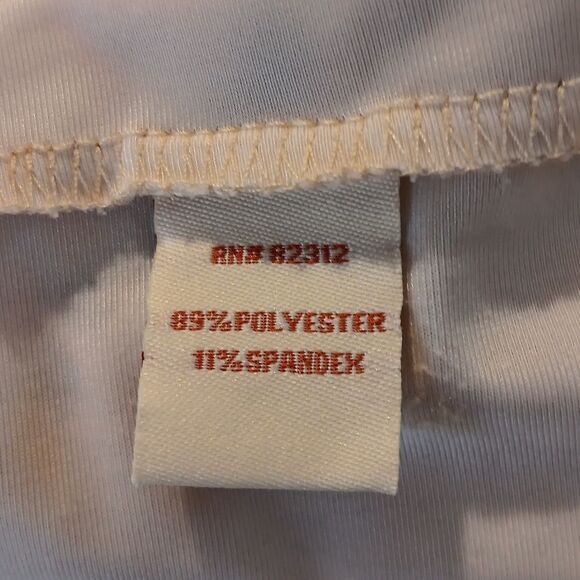 RN# 82312
89%POLYESTER
11%SPANDEX